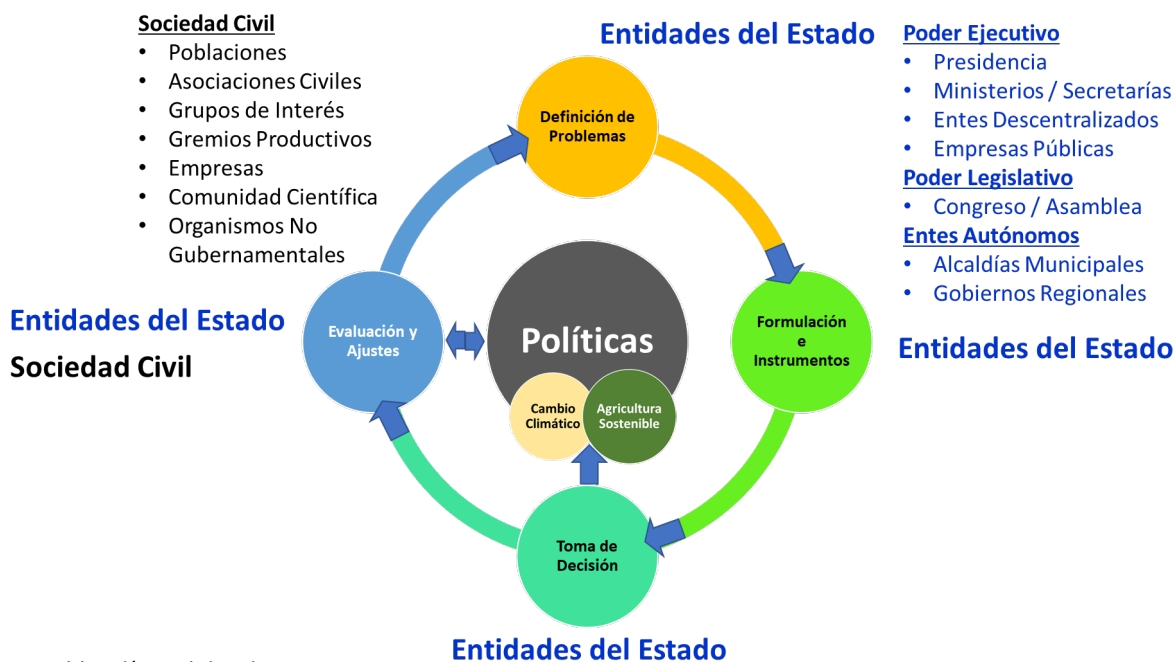 Sociedad Civil
• Poblaciones
• Asociaciones Civiles
• Grupos de Interés
• Gremios Productivos
• Empresas
• Comunidad Científica
• Organismos No
Gubernamentales
Entidades del Estado
Poder Ejecutivo
• Presidencia
• Ministerios / Secretarías
• Entes Descentralizados
• Empresas Públicas
Poder Legislativo
• Congreso / Asamblea
Entes Autónomos
• Alcaldías Municipales
• Gobiernos Regionales
Definición de
Problemas
Entidades del Estado
Sociedad Civil
Evaluación y
Ajustes
Políticas
Cambio
Climático
Agricultura
Sostenible
Formulación
e
Instrumentos
Entidades del Estado
Toma de
Decisión
Entidades del Estado